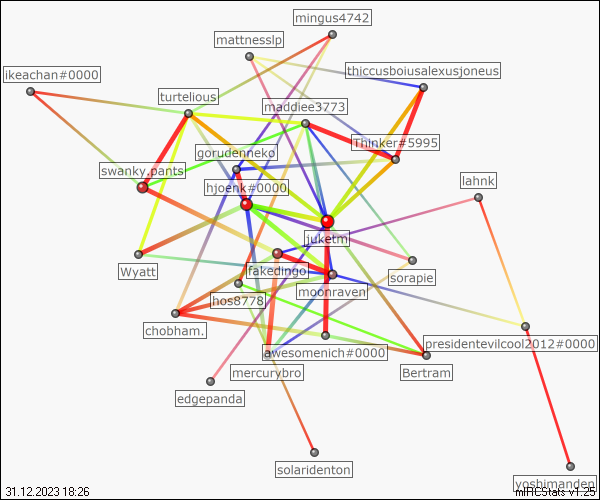 mingus4742
mattnesslp
ikeachan#0000
thiccusboiusalexusjoneus
turtelious
maddiee3773
Thinker#5995
gorudenneko
swanky.pants
hjoenk#0000
lahnk
juketm
Wyatt
fakedingo
sorapie
moonraven
hos8778
chobham.
presidentevilcool2012#0000
awesomenich#0000
mercurybro
Bertram
edgepanda
solaridenton
yoshimanden
31.12.2023 18:26
mIRCStats v1.25